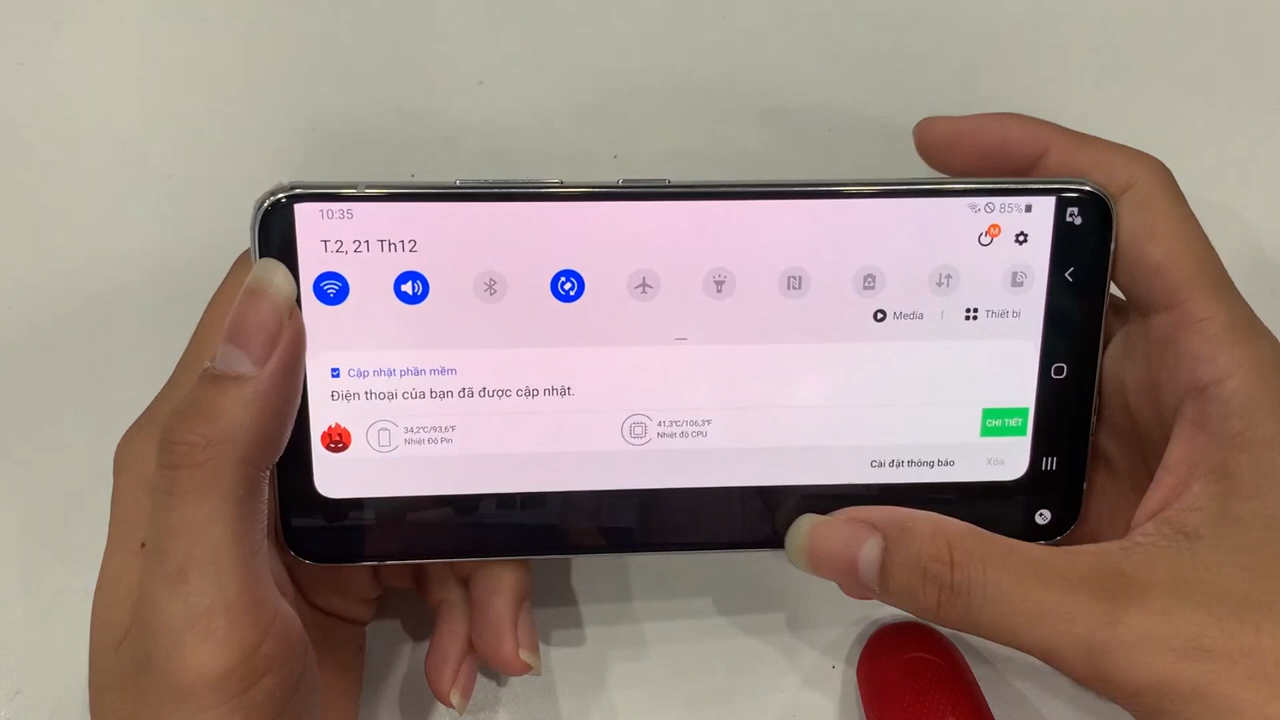 10:35
85%
T.2, 21 Th12
M
Media | Thiết bị
Cập nhật phần mềm
Điện thoại của bạn đã được cập nhật.
34,2℃/93,6℉
Nhiệt Độ Pin
41,3℃/106,3℉
Nhiệt độ CPU
CHI TIẾT
Cài đặt thông báo
Xóa